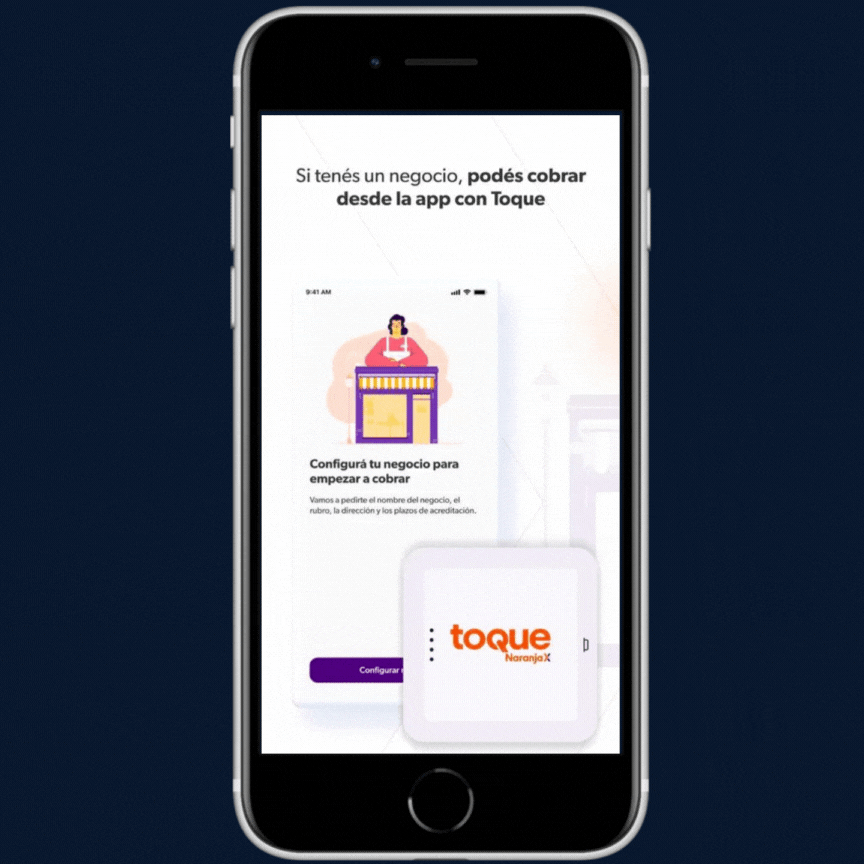 Si tenés un negocio, podés cobrar
desde la app con Toque
9:41 AM
Configurá tu negocio para
empezar a cobrar
Vamos a pedirte el nombre del negocio, el
rubro, la dirección y los plazos de acreditación.
Configurar
toque
NaranjaX